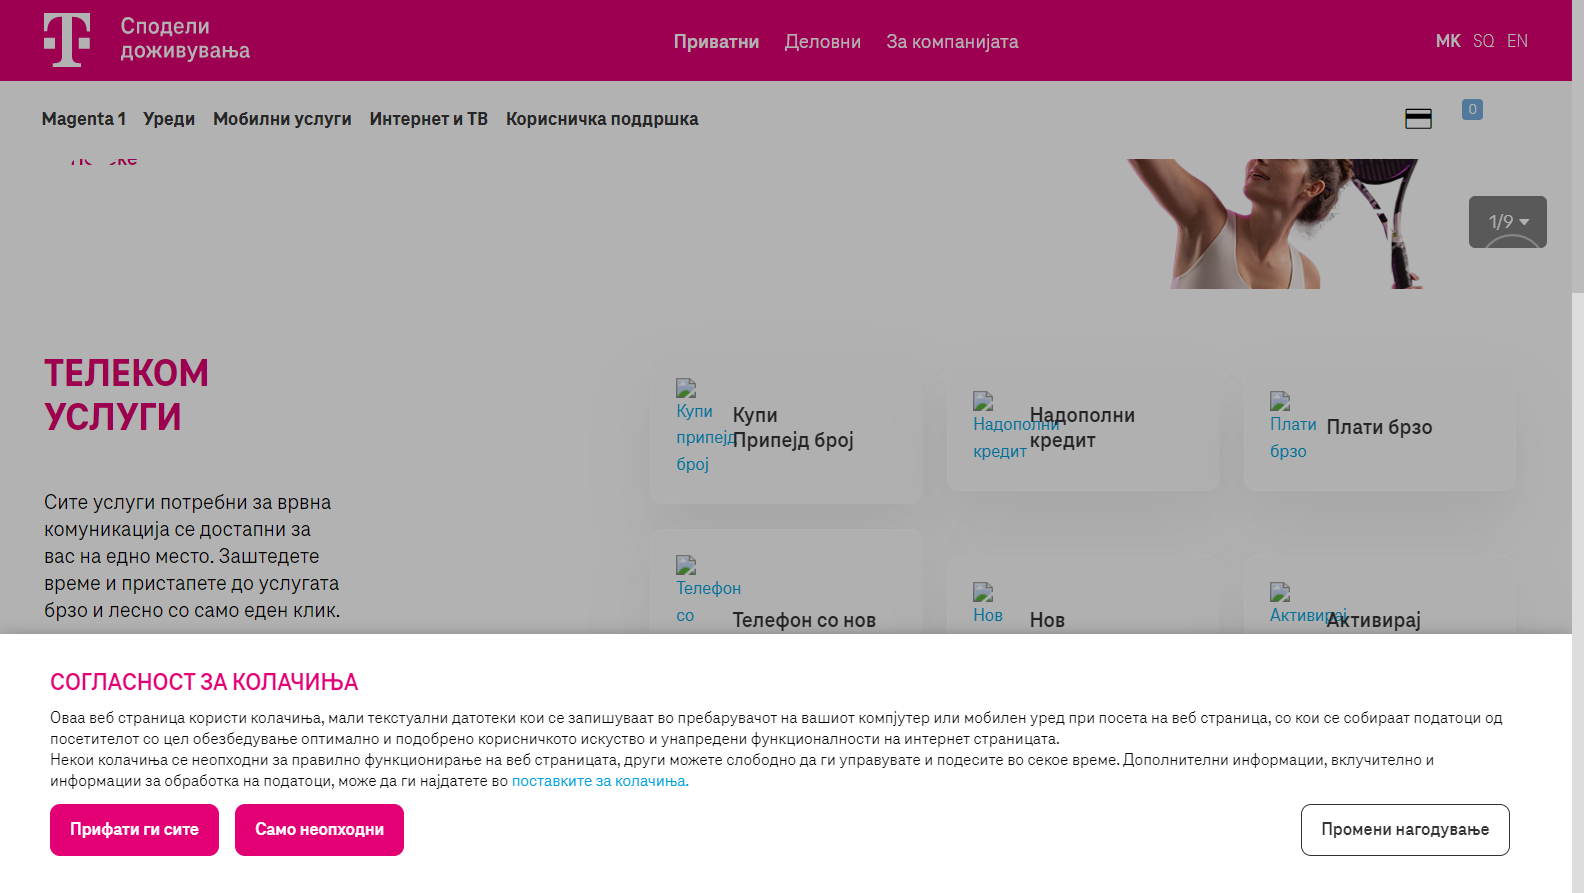 Сподели
доживувања
Приватни
Деловни
За компанијата
MK
SQ
EN
Magenta 1
Уреди
Мобилни услуги
Интернет и ТВ
Корисничка поддршка
0
1/9
ТЕЛЕКОМ
УСЛУГИ
Сите услуги потребни за врвна
комуникација се достапни за
вас на едно место. Заштедете
време и пристапете до услугата
брзо и лесно со само еден клик.
Купи
припејд
број
Купи
Припејд број
Надополни
кредит
Надополни
кредит
Плати
брзо
Плати брзо
Телефон
со
Телефон со нов
Нов
Нов
Активирај
Активирај
СОГЛАСНОСТ ЗА КОЛАЧИЊА
Оваа веб страница користи колачиња, мали текстуални датотеки кои се запишуваат во пребарувачот на вашиот компјутер или мобилен уред при посета на веб страница, со кои се собираат податоци од
посетителот со цел обезбедување оптимално и подобрено корисничкото искуство и унапредени функционалности на интернет страницата.
Некои колачиња се неопходни за правилно функционирање на веб страницата, други можете слободно да ги управувате и подесите во секое време. Дополнителни информации, вклучително и
информации за обработка на податоци, може да ги најдатете во поставките за колачиња.
Прифати ги сите
Само неопходни
Промени нагодување